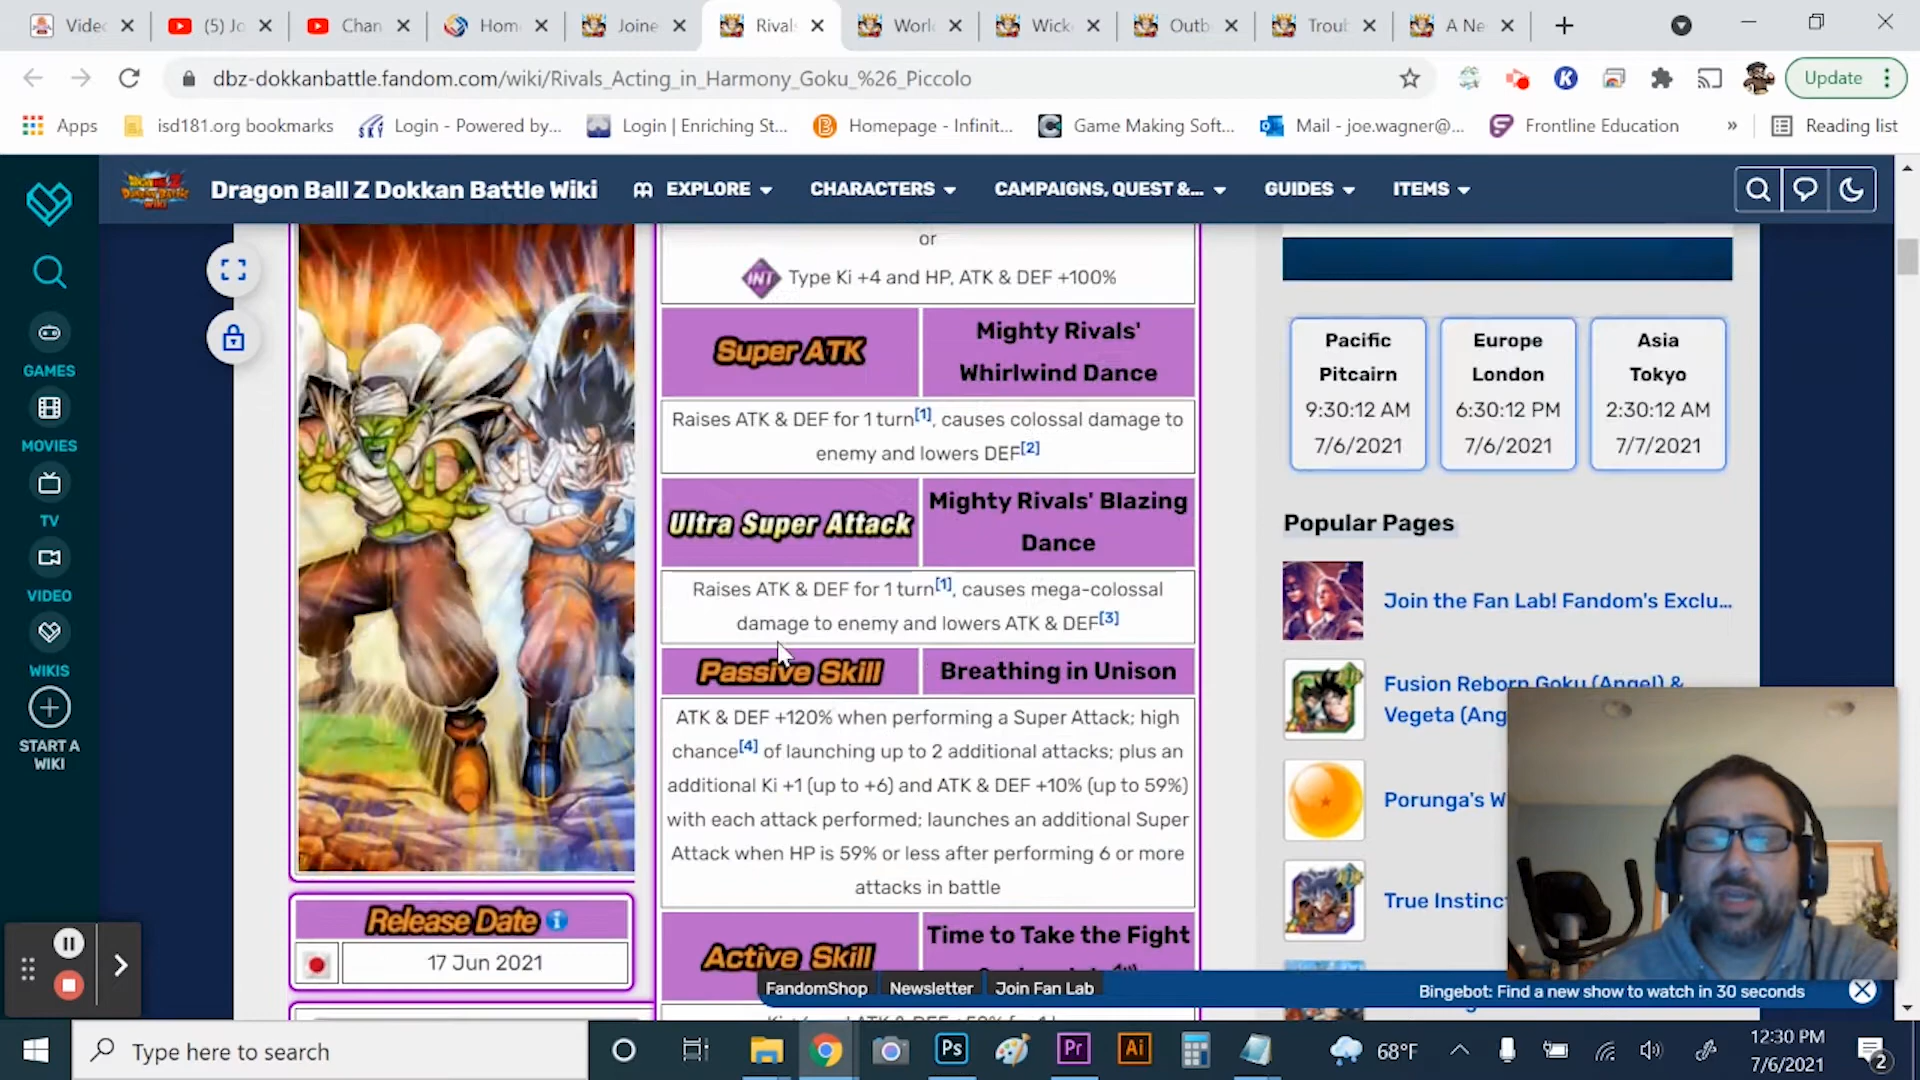 Video
(5) Jo
Chan
Hom
Joine
Rival
Worl
Wick
Outb
Trou
A Ne
dbz-dokkanbattle.fandom.com/wiki/Rivals_Acting_in_Harmony_Goku_%26_Piccolo
Update
Apps
isd181.org bookmarks
Login - Powered by...
Login | Enriching St...
Homepage - Infinit...
Game Making Soft...
Mail - joe.wagner@...
Frontline Education
»
Reading list
Dragon Ball Z Dokkan Battle Wiki
EXPLORE
CHARACTERS
CAMPAIGNS, QUEST &...
GUIDES
ITEMS
GAMES
MOVIES
TV
VIDEO
WIKIS
START A
WIKI
or
INT Type Ki +4 and HP, ATK & DEF +100%
Super ATK
Mighty Rivals'
Whirlwind Dance
Raises ATK & DEF for 1 turn[1], causes colossal damage to
enemy and lowers DEF[2]
Ultra Super Attack
Mighty Rivals' Blazing
Dance
Raises ATK & DEF for 1 turn[1], causes mega-colossal
damage to enemy and lowers ATK & DEF[3]
Passive Skill
Breathing in Unison
ATK & DEF +120% when performing a Super Attack; high
chance[4] of launching up to 2 additional attacks; plus an
additional Ki +1 (up to +6) and ATK & DEF +10% (up to 59%)
with each attack performed; launches an additional Super
Attack when HP is 59% or less after performing 6 or more
attacks in battle
Active Skill
Time to Take the Fight
Release Date
17 Jun 2021
Pacific
Pitcairn
9:30:12 AM
7/6/2021
Europe
London
6:30:12 PM
7/6/2021
Asia
Tokyo
2:30:12 AM
7/7/2021
Popular Pages
Join the Fan Lab! Fandom's Exclu...
Fusion Reborn Goku (Angel) &
Vegeta (Ang
Porunga's W
True Instinc
FandomShop
Newsletter
Join Fan Lab
Bingebot: Find a new show to watch in 30 seconds
Type here to search
Ps
Pr
Ai
68°F
12:30 PM
7/6/2021
2